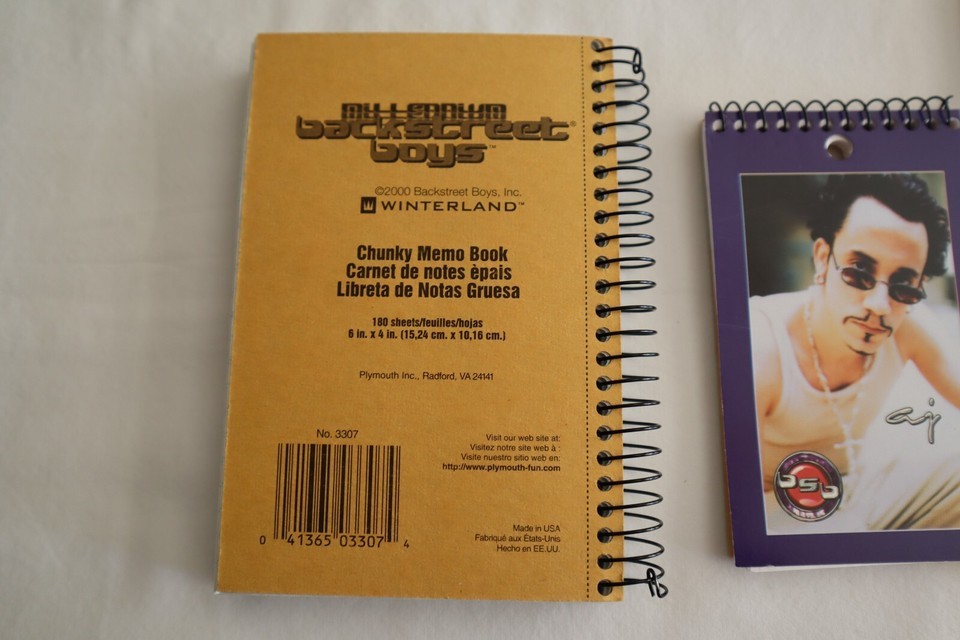 MILLENNIUM
backstreet®
boys™
©2000 Backstreet Boys, Inc.
WINTERLAND™
Chunky Memo Book
Carnet de notes èpais
Libreta de Notas Gruesa
180 sheets/feuilles/hojas
6 in. x 4 in. (15,24 cm. x 10,16 cm.)
Plymouth Inc., Radford, VA 24141
No. 3307
0 41365 03307 4
Visit our web site at:
Visitez notre site web à :
Visite nuestro sitio web en:
http://www.plymouth-fun.com
Made in USA
Fabriqué aux États-Unis
Hecho en EE.UU.
aj
bsb